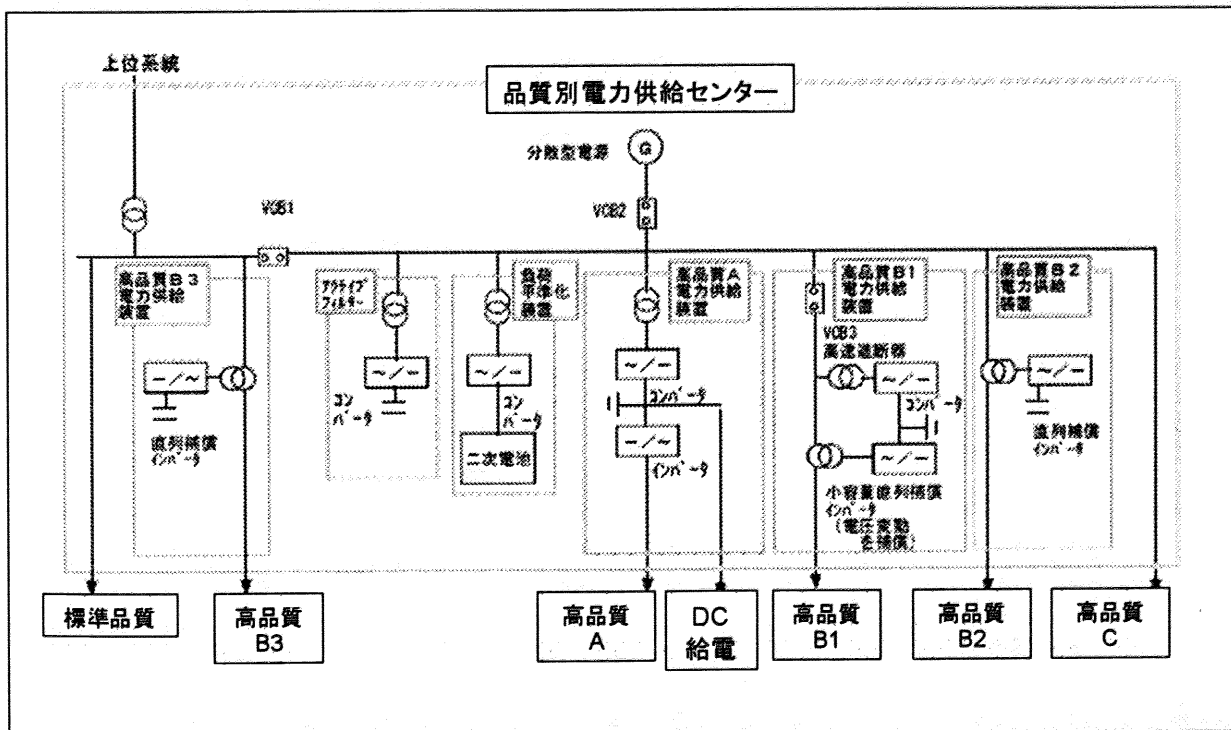 上位系統
品質別電力供給センター
分散型電源
G
VCB1
VCB2
高品質B3
電力供給
装置
アクティブ
フィルター
負荷
平準化
装置
高品質A
電力供給
装置
高品質B1
電力供給
装置
高品質B2
電力供給
装置
VCB3
高速遮断器
−/~
直列補償
インバータ
~/−
コン
バータ
~/−
コン
バータ
二次電池
~/−
コンバータ
−/~
インバータ
~/−
コンバータ
~/−
小容量直列補償
インバータ
(電圧変動
を補償)
~/−
直列補償
インバータ
標準品質
高品質
B3
高品質
A
DC
給電
高品質
B1
高品質
B2
高品質
C